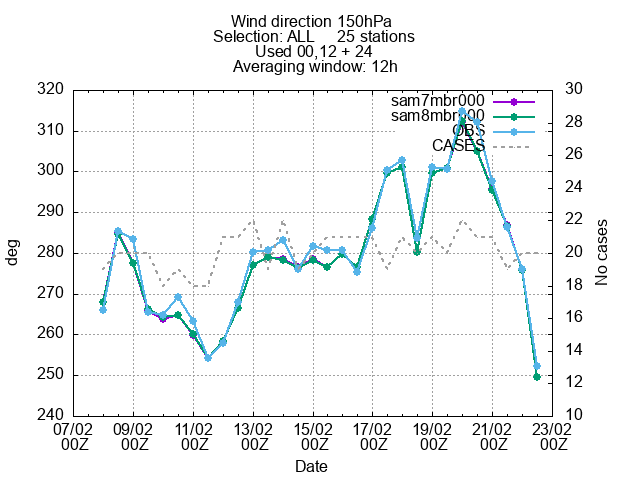 Wind direction 150hPa
Selection: ALL 25 stations
Used 00,12 + 24
Averaging window: 12h
320 30
310 28
300 26
290 24
280 22
270 20
260 18
250 16
240 14
12
10
deg
No cases
sam7mbr000
sam8mbr000
OBS
CASES
07/02 09/02 11/02 13/02 15/02 17/02 19/02 21/02 23/02
00Z 00Z 00Z 00Z 00Z 00Z 00Z 00Z 00Z
Date